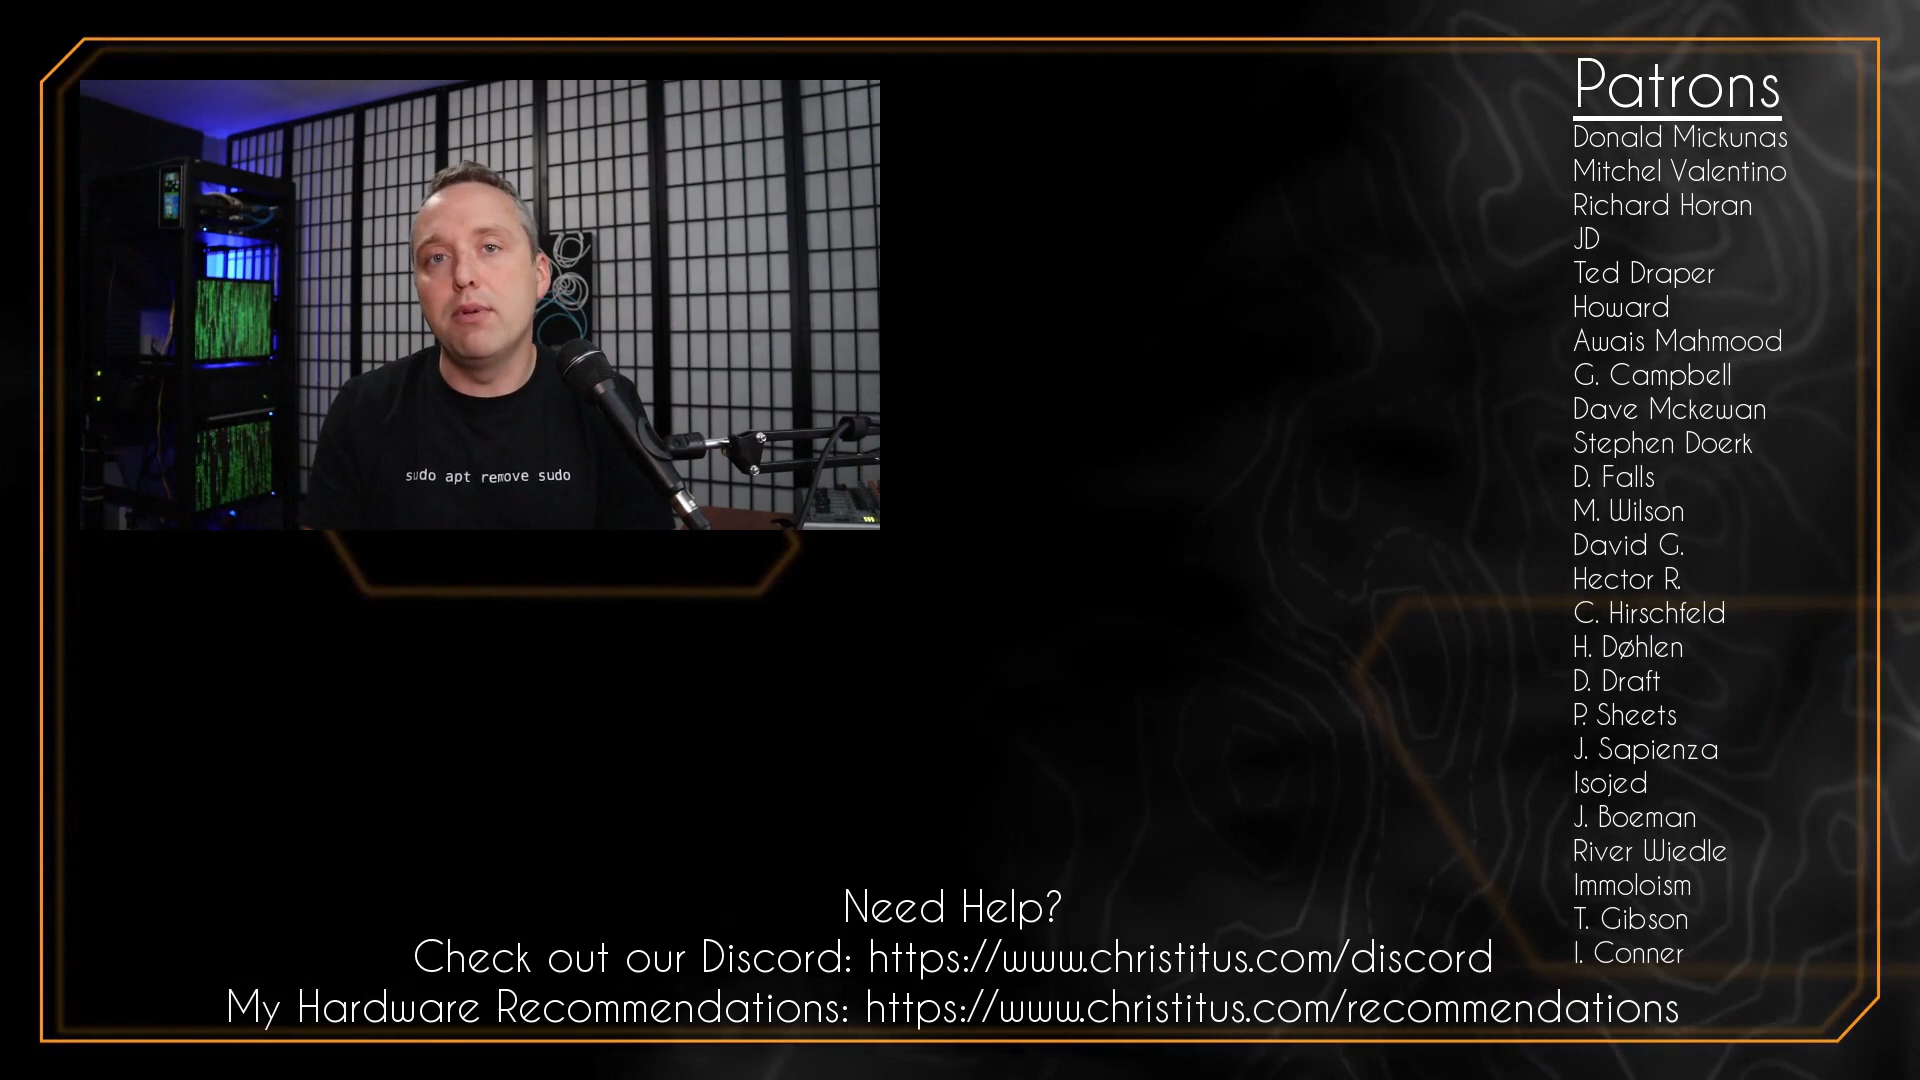 sudo apt remove sudo
Patrons
Donald Mickunas
Mitchel Valentino
Richard Horan
JD
Ted Draper
Howard
Awais Mahmood
G. Campbell
Dave Mckewan
Stephen Doerk
D. Falls
M. Wilson
David G.
Hector R.
C. Hirschfeld
H. Døhlen
D. Draft
P. Sheets
J. Sapienza
Isojed
J. Boeman
River Wiedle
Immoloism
T. Gibson
I. Conner
Need Help?
Check out our Discord: https://www.christitus.com/discord
My Hardware Recommendations: https://www.christitus.com/recommendations